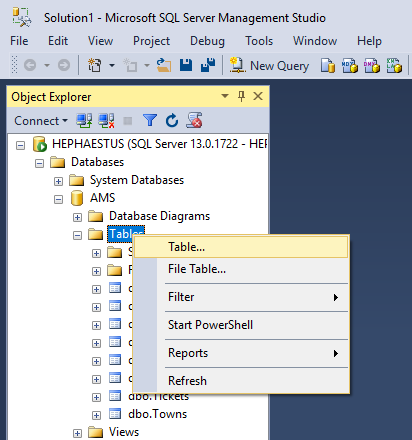 Solution1 - Microsoft SQL Server Management Studio
File Edit View Project Debug Tools Window Help
New Query
Object Explorer
Connect
HEPHAESTUS (SQL Server 13.0.1722 - HEP
Databases
System Databases
AMS
Database Diagrams
Tables
Table...
File Table...
Filter
Start PowerShell
Reports
Refresh
dbo.Tickets
dbo.Towns
Views